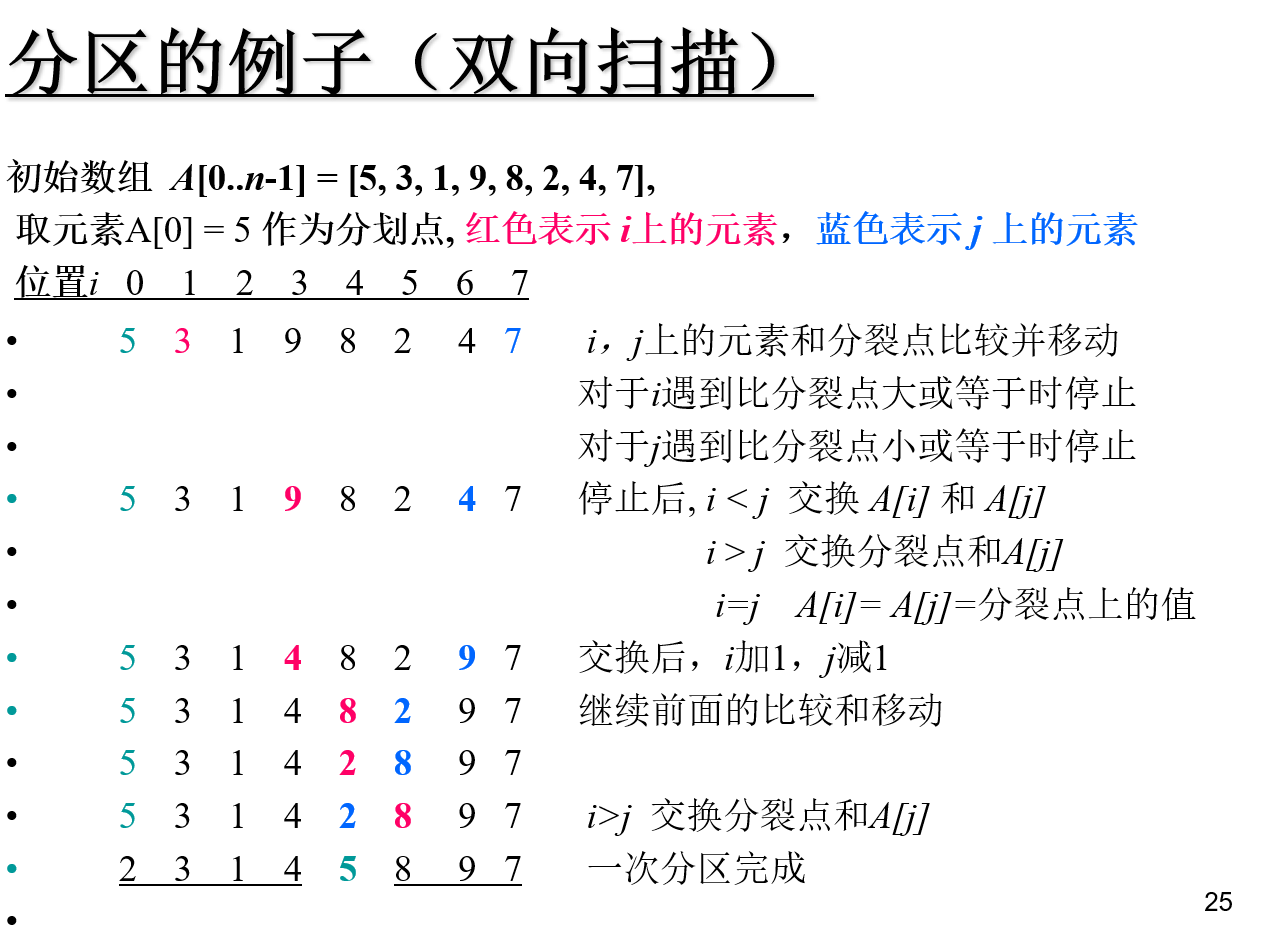 分区的例子（双向扫描）
初始数组 A[0..n-1] = [5, 3, 1, 9, 8, 2, 4, 7],
取元素A[0] = 5 作为分划点, 红色表示 i上的元素，蓝色表示 j 上的元素
位置i 0 1 2 3 4 5 6 7
• 5 3 1 9 8 2 4 7 i，j上的元素和分裂点比较并移动
• 对于i遇到比分裂点大或等于时停止
• 对于j遇到比分裂点小或等于时停止
• 5 3 1 9 8 2 4 7 停止后, i < j 交换 A[i] 和 A[j]
• i > j 交换分裂点和A[j]
• i=j A[i]= A[j]=分裂点上的值
• 5 3 1 4 8 2 9 7 交换后，i加1，j减1
• 5 3 1 4 8 2 9 7 继续前面的比较和移动
• 5 3 1 4 2 8 9 7
• 5 3 1 4 2 8 9 7 i>j 交换分裂点和A[j]
• 2 3 1 4 5 8 9 7 一次分区完成
•
25